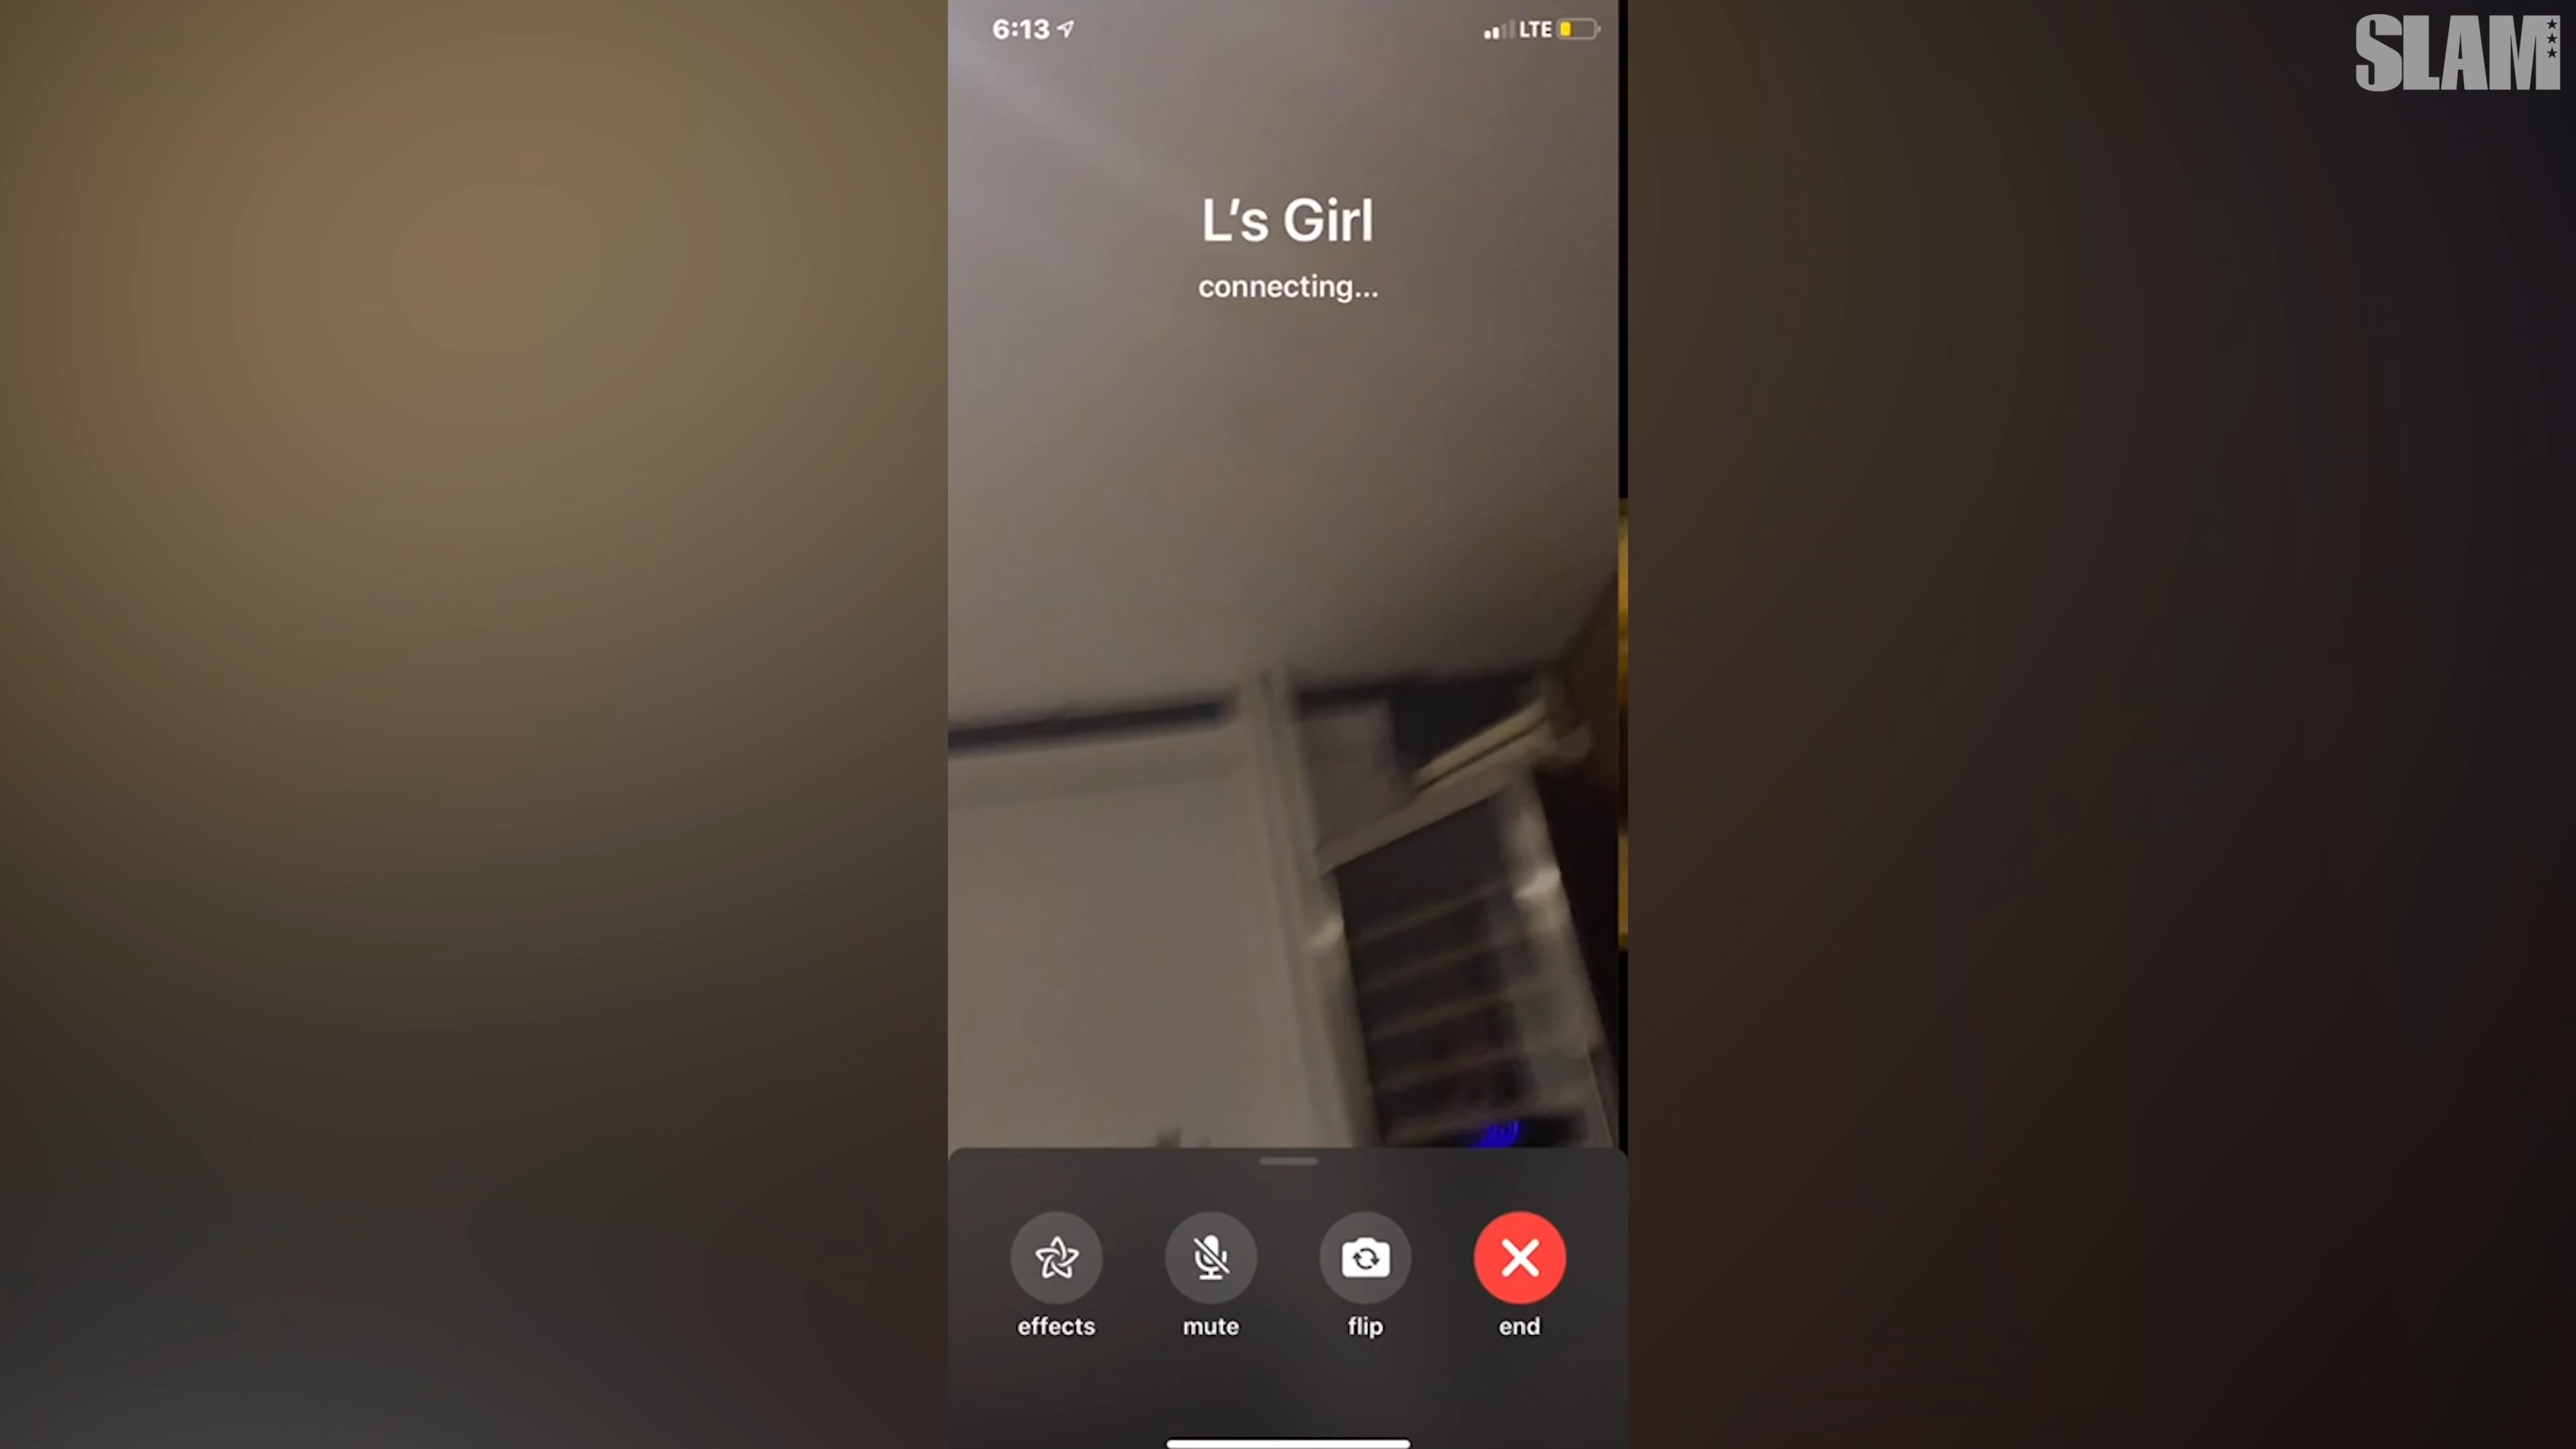 6:13
LTE
SLAM
L's Girl
connecting...
effects
mute
flip
end